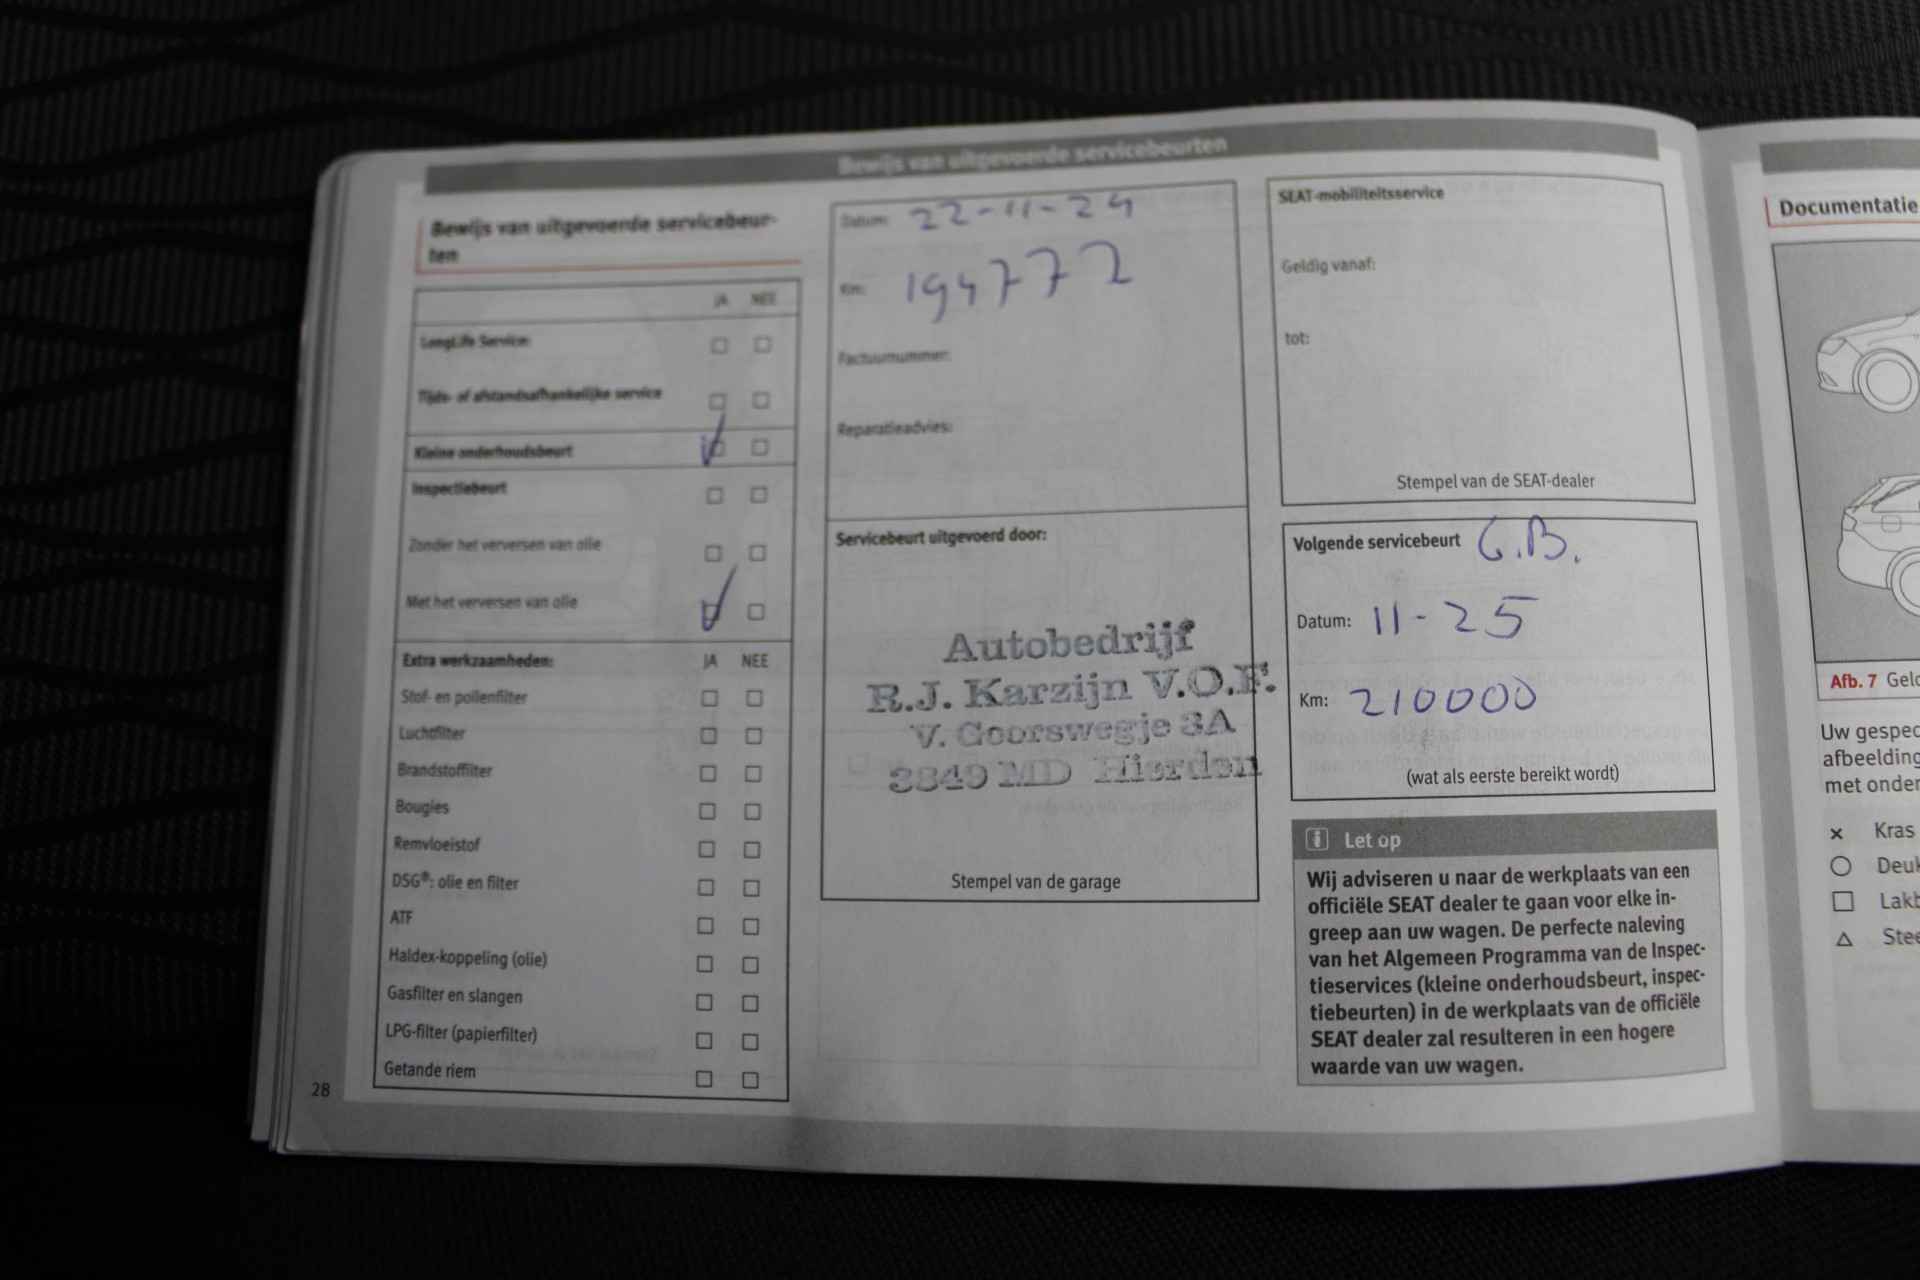 Bewijs van uitgevoerde servicebeurten
Bewijs van uitgevoerde servicebeur-
ten
JA NEE
LongLife Service:
Tijds- of afstandsafhankelijke service
Kleine onderhoudsbeurt
Inspectiebeurt
Zonder het verversen van olie
Met het verversen van olie
Extra werkzaamheden: JA NEE
Stof- en pollenfilter
Luchtfilter
Brandstoffilter
Bougies
Remvloeistof
DSG®: olie en filter
ATF
Haldex-koppeling (olie)
Gasfilter en slangen
LPG-filter (papierfilter)
Getande riem
28
Datum: 22-11-24
Km: 194772
Factuurnummer:
Reparatieadvies:
Servicebeurt uitgevoerd door:
Autobedrijf
R.J. Karzijn V.O.F.
V. Goorswegje 3A
3849 MD Hierden
Stempel van de garage
SEAT-mobiliteitsservice
Geldig vanaf:
tot:
Stempel van de SEAT-dealer
Volgende servicebeurt G.B.
Datum: 11-25
Km: 210000
(wat als eerste bereikt wordt)
Let op
Wij adviseren u naar de werkplaats van een
officiële SEAT dealer te gaan voor elke in-
greep aan uw wagen. De perfecte naleving
van het Algemeen Programma van de Inspec-
tieservices (kleine onderhoudsbeurt, inspec-
tiebeurten) in de werkplaats van de officiële
SEAT dealer zal resulteren in een hogere
waarde van uw wagen.
Documentatie
Afb. 7 Gel
Uw gespec
afbeelding
met onder
Kras
Deuk
Lak
Stee